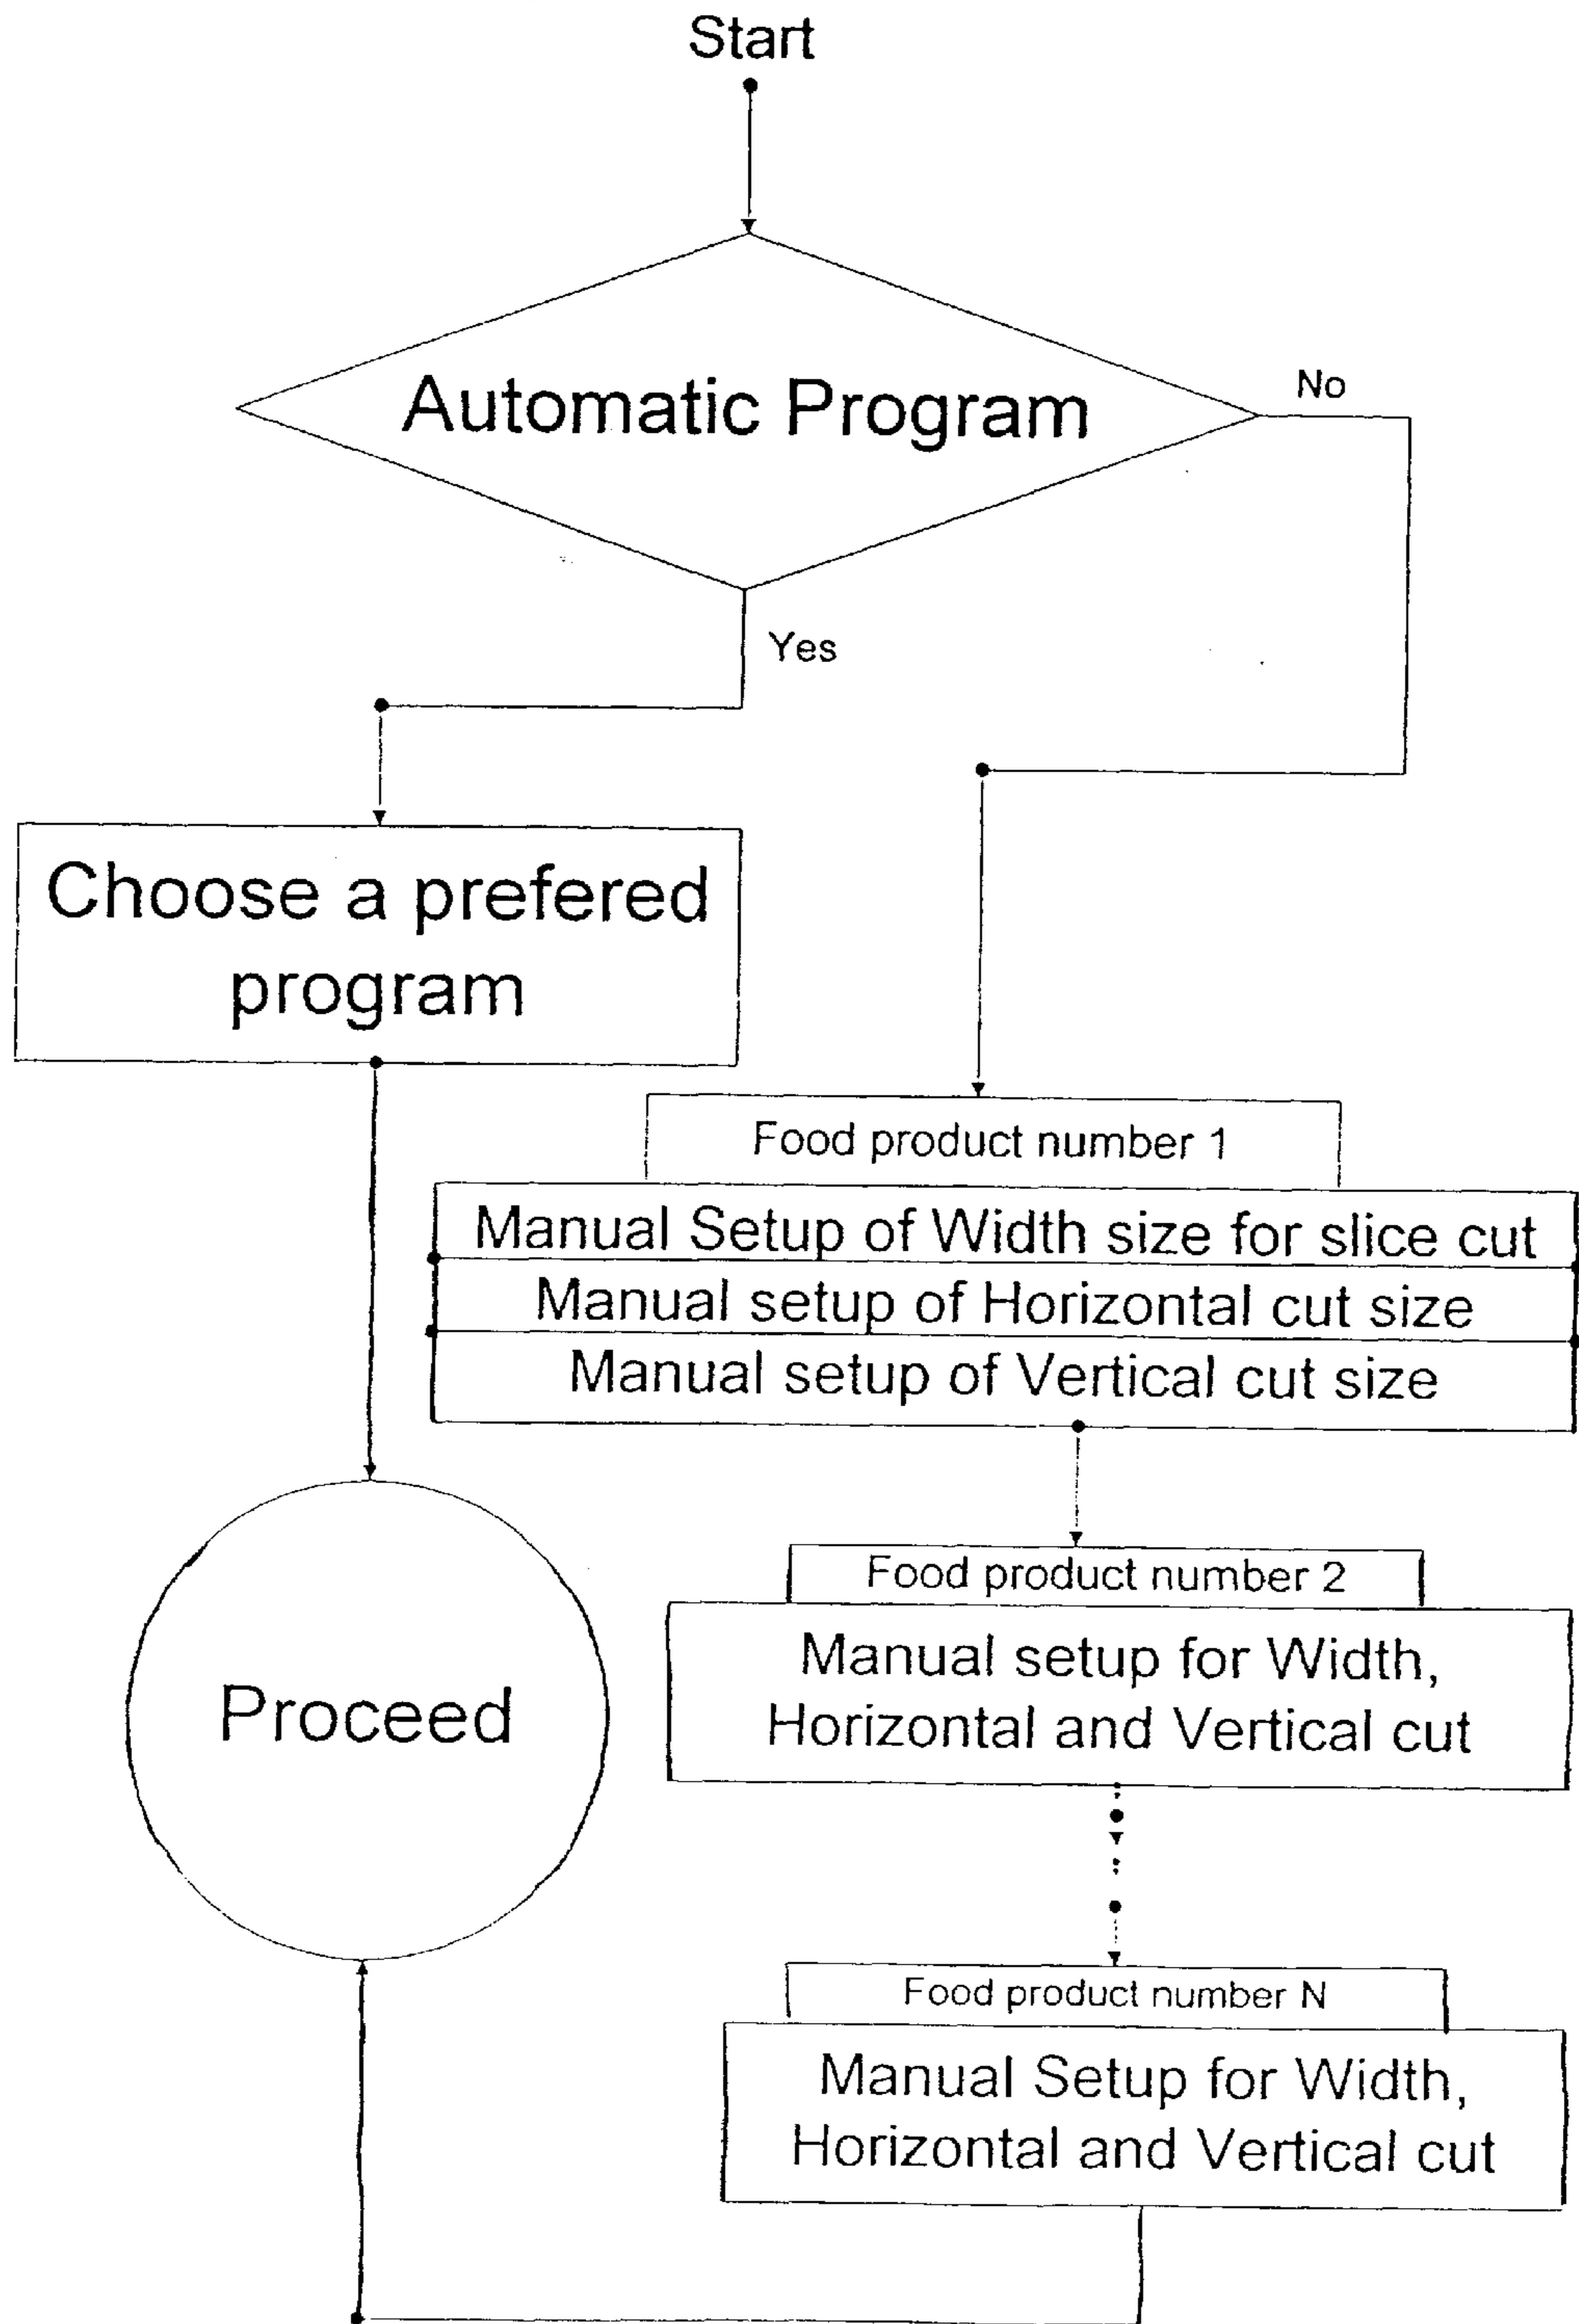 Start
Automatic Program
No
Yes
Choose a prefered
program
Food product number 1
Manual Setup of Width size for slice cut
Manual setup of Horizontal cut size
Manual setup of Vertical cut size
Food product number 2
Manual setup for Width,
Horizontal and Vertical cut
Proceed
Food product number N
Manual Setup for Width,
Horizontal and Vertical cut